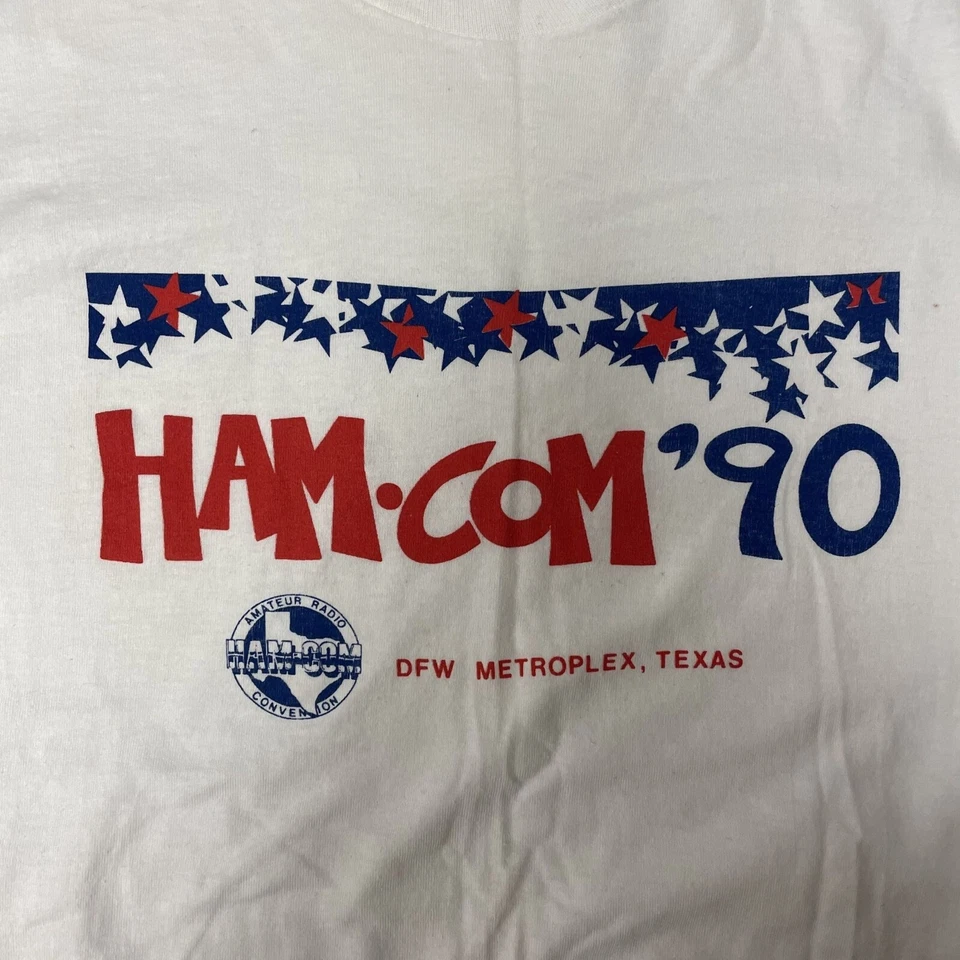 HAM·COM '90
AMATEUR RADIO
HAM·COM
CONVENTION
DFW METROPLEX, TEXAS